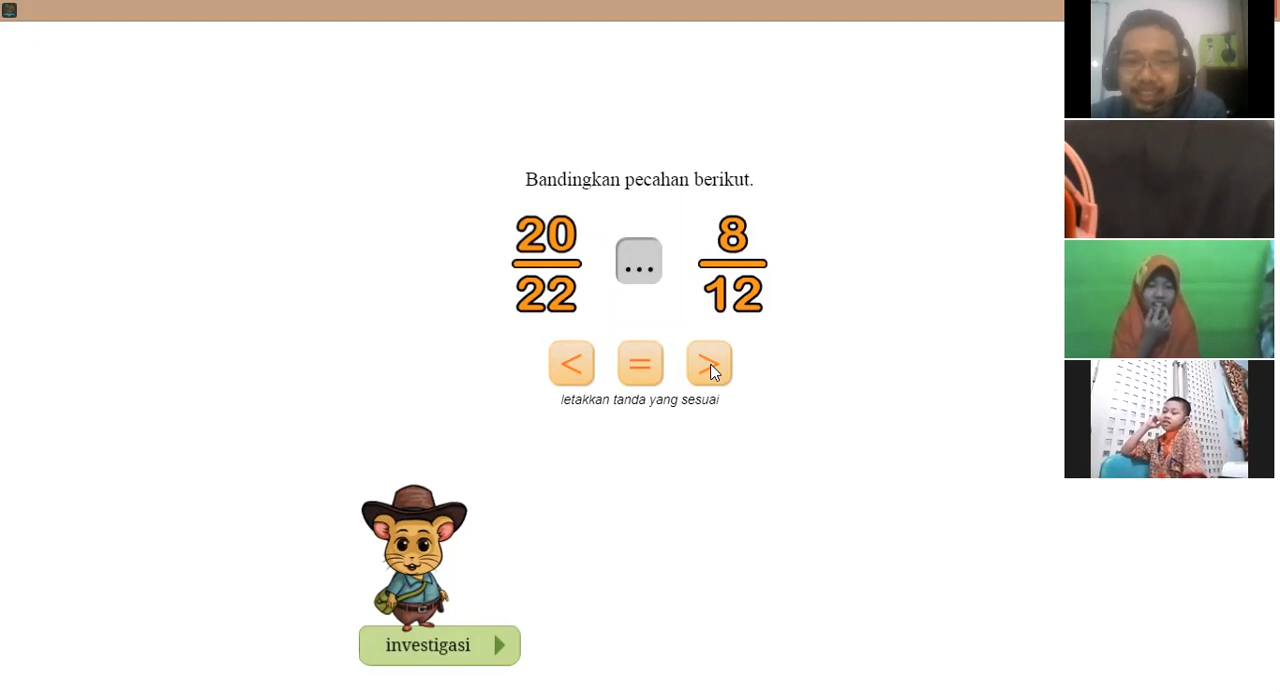 Bandingkan pecahan berikut.
20 ... 8
22 12
< = >
letakkan tanda yang sesuai
investigasi